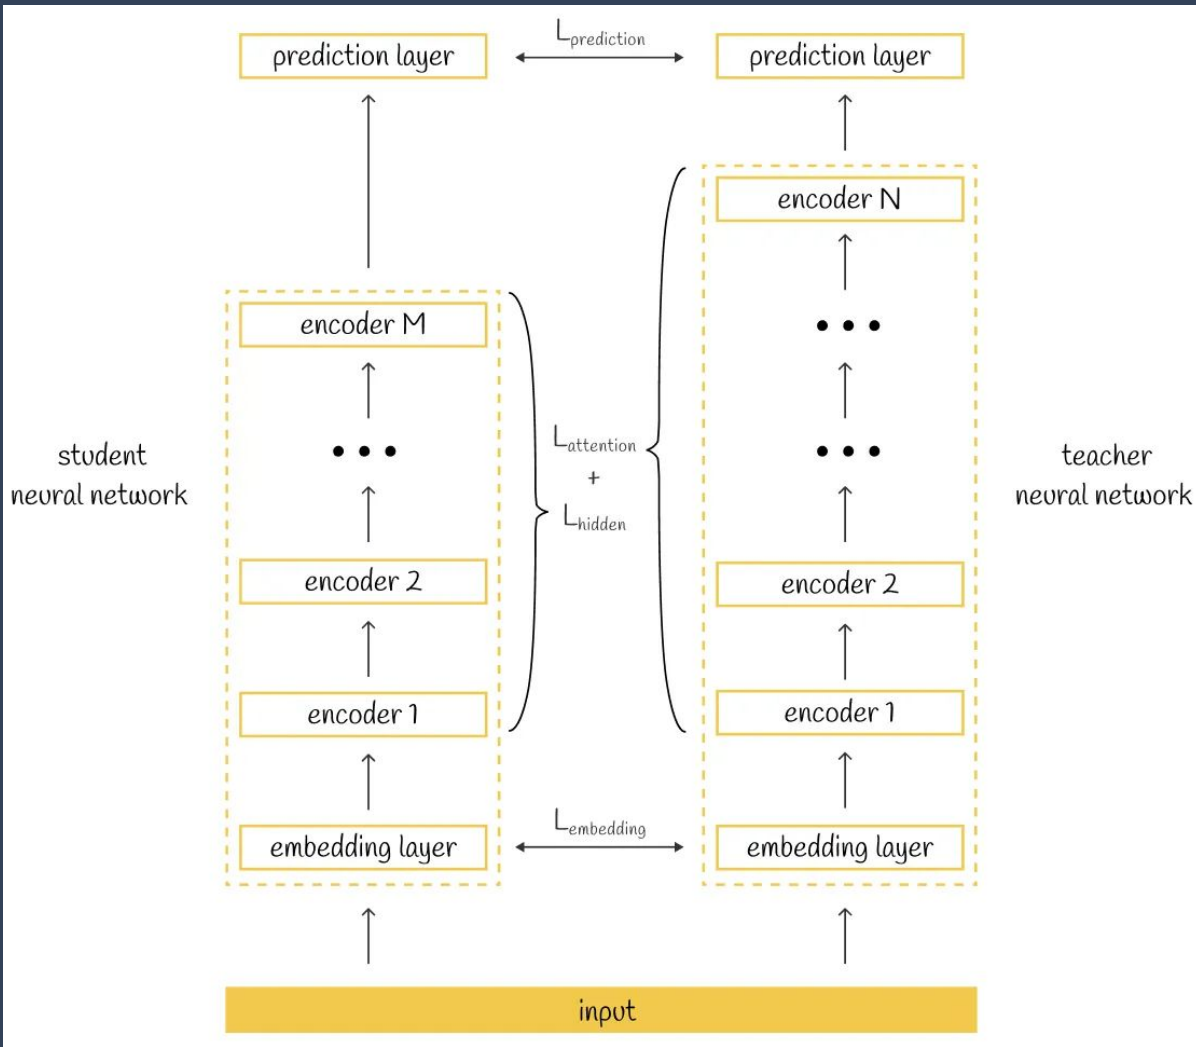 prediction layer
Lprediction
prediction layer
encoder N
encoder M
student
neural network
Lattention
+
Lhidden
teacher
neural network
encoder 2
encoder 2
encoder 1
encoder 1
embedding layer
Lembedding
embedding layer
input